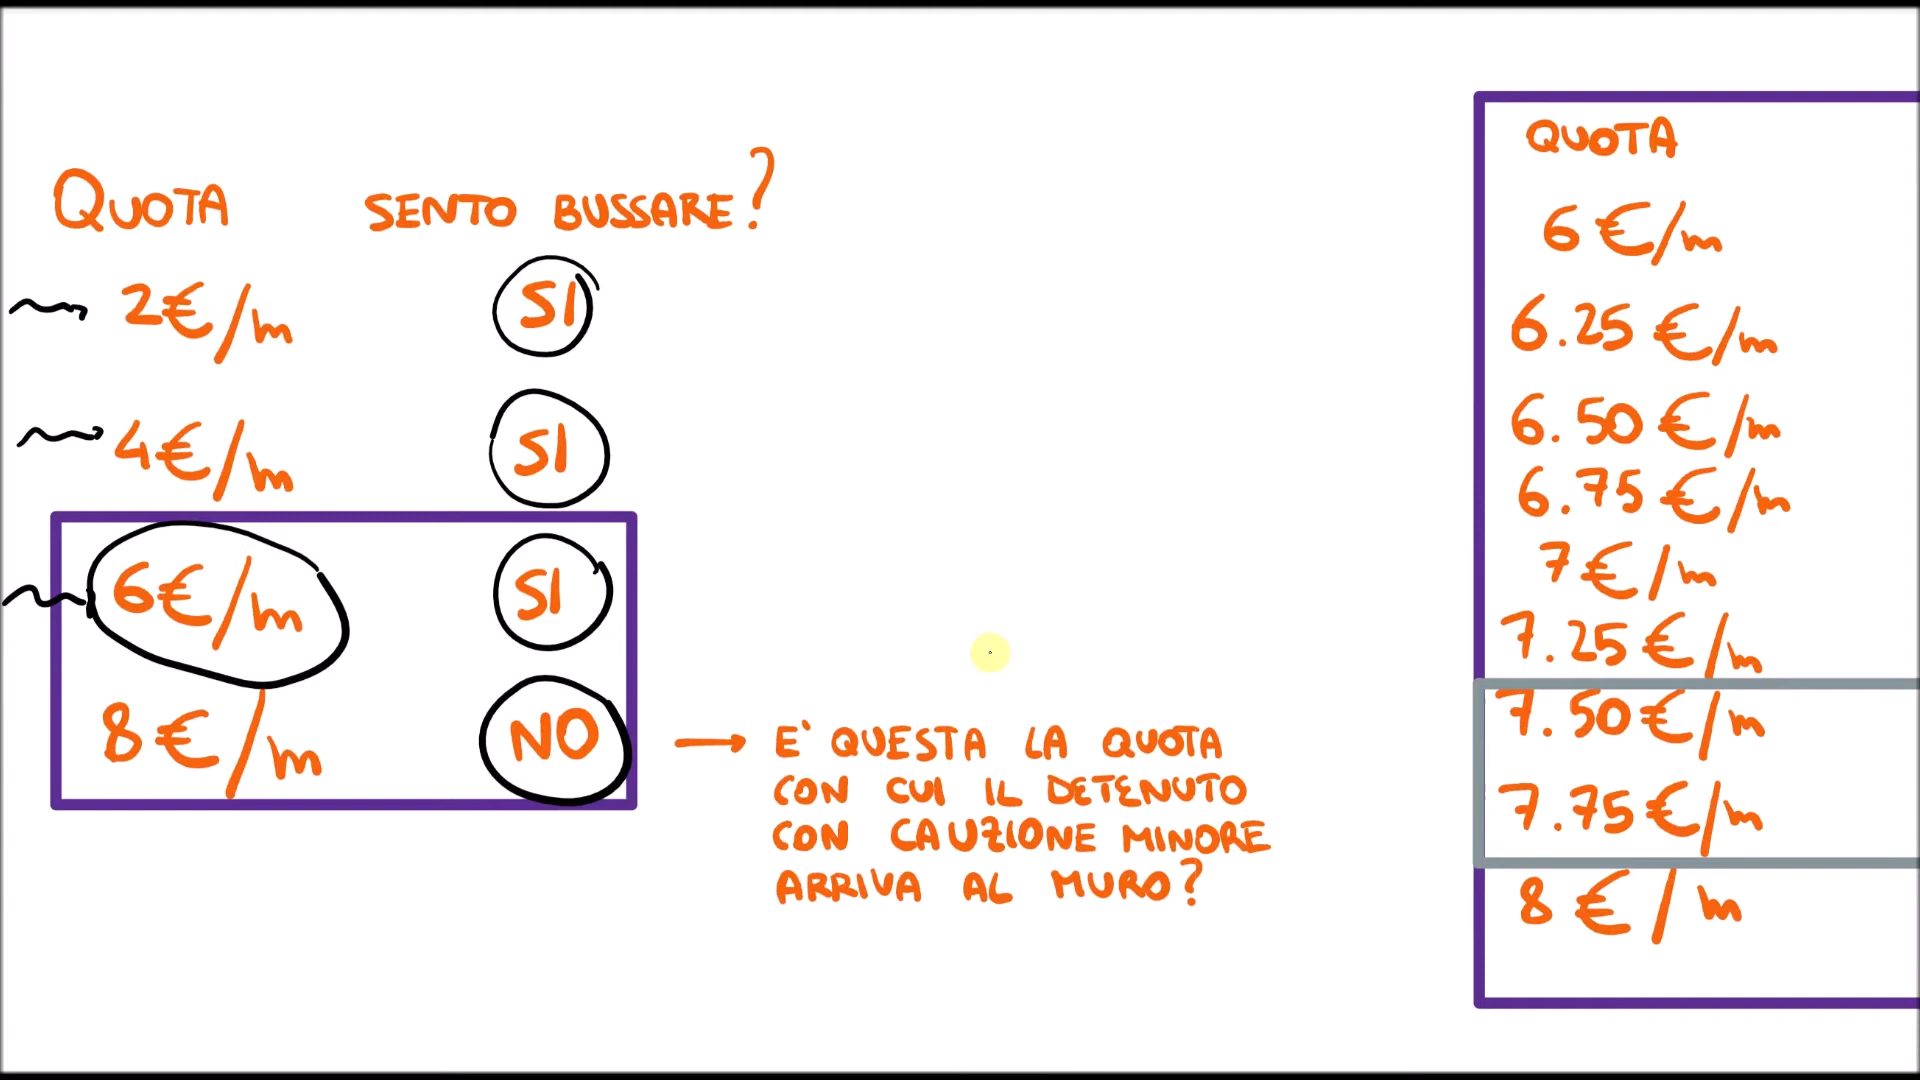 QUOTA SENTO BUSSARE?
2€/m SI
4€/m SI
6€/m SI
8€/m NO
E' QUESTA LA QUOTA
CON CUI IL DETENUTO
CON CAUZIONE MINORE
ARRIVA AL MURO?
QUOTA
6 €/m
6.25 €/m
6.50 €/m
6.75 €/m
7 €/m
7.25 €/m
7.50 €/m
7.75 €/m
8 €/m